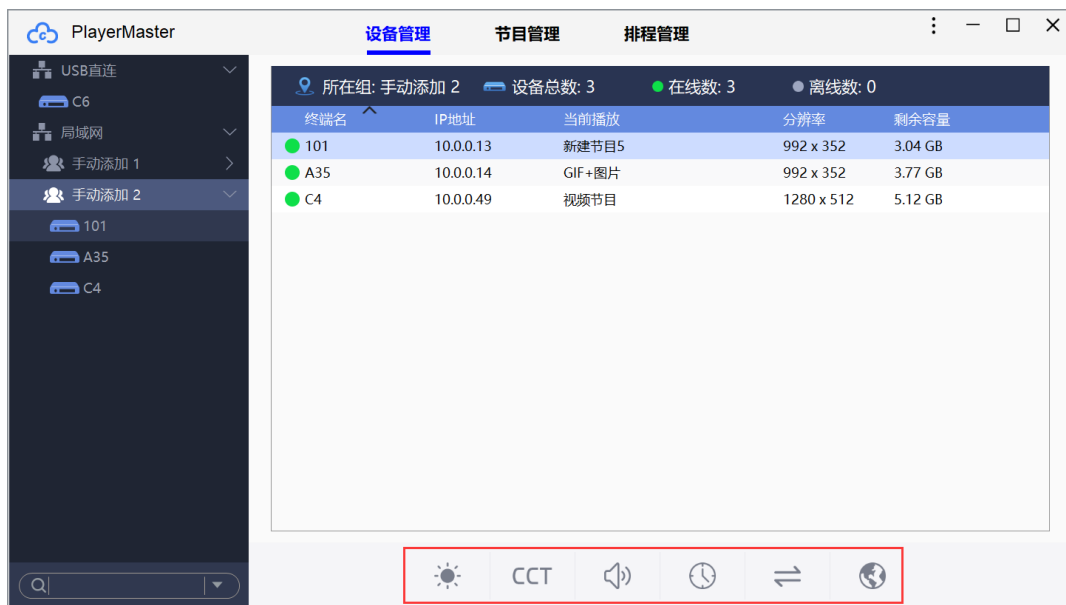 PlayerMaster
设备管理 节目管理 排程管理
USB直连
C6
局域网
手动添加 1
手动添加 2
101
A35
C4
所在组: 手动添加 2 设备总数: 3 在线数: 3 离线数: 0
终端名 IP地址 当前播放 分辨率 剩余容量
101 10.0.0.13 新建节目5 992 x 352 3.04 GB
A35 10.0.0.14 GIF+图片 992 x 352 3.77 GB
C4 10.0.0.49 视频节目 1280 x 512 5.12 GB
CCT